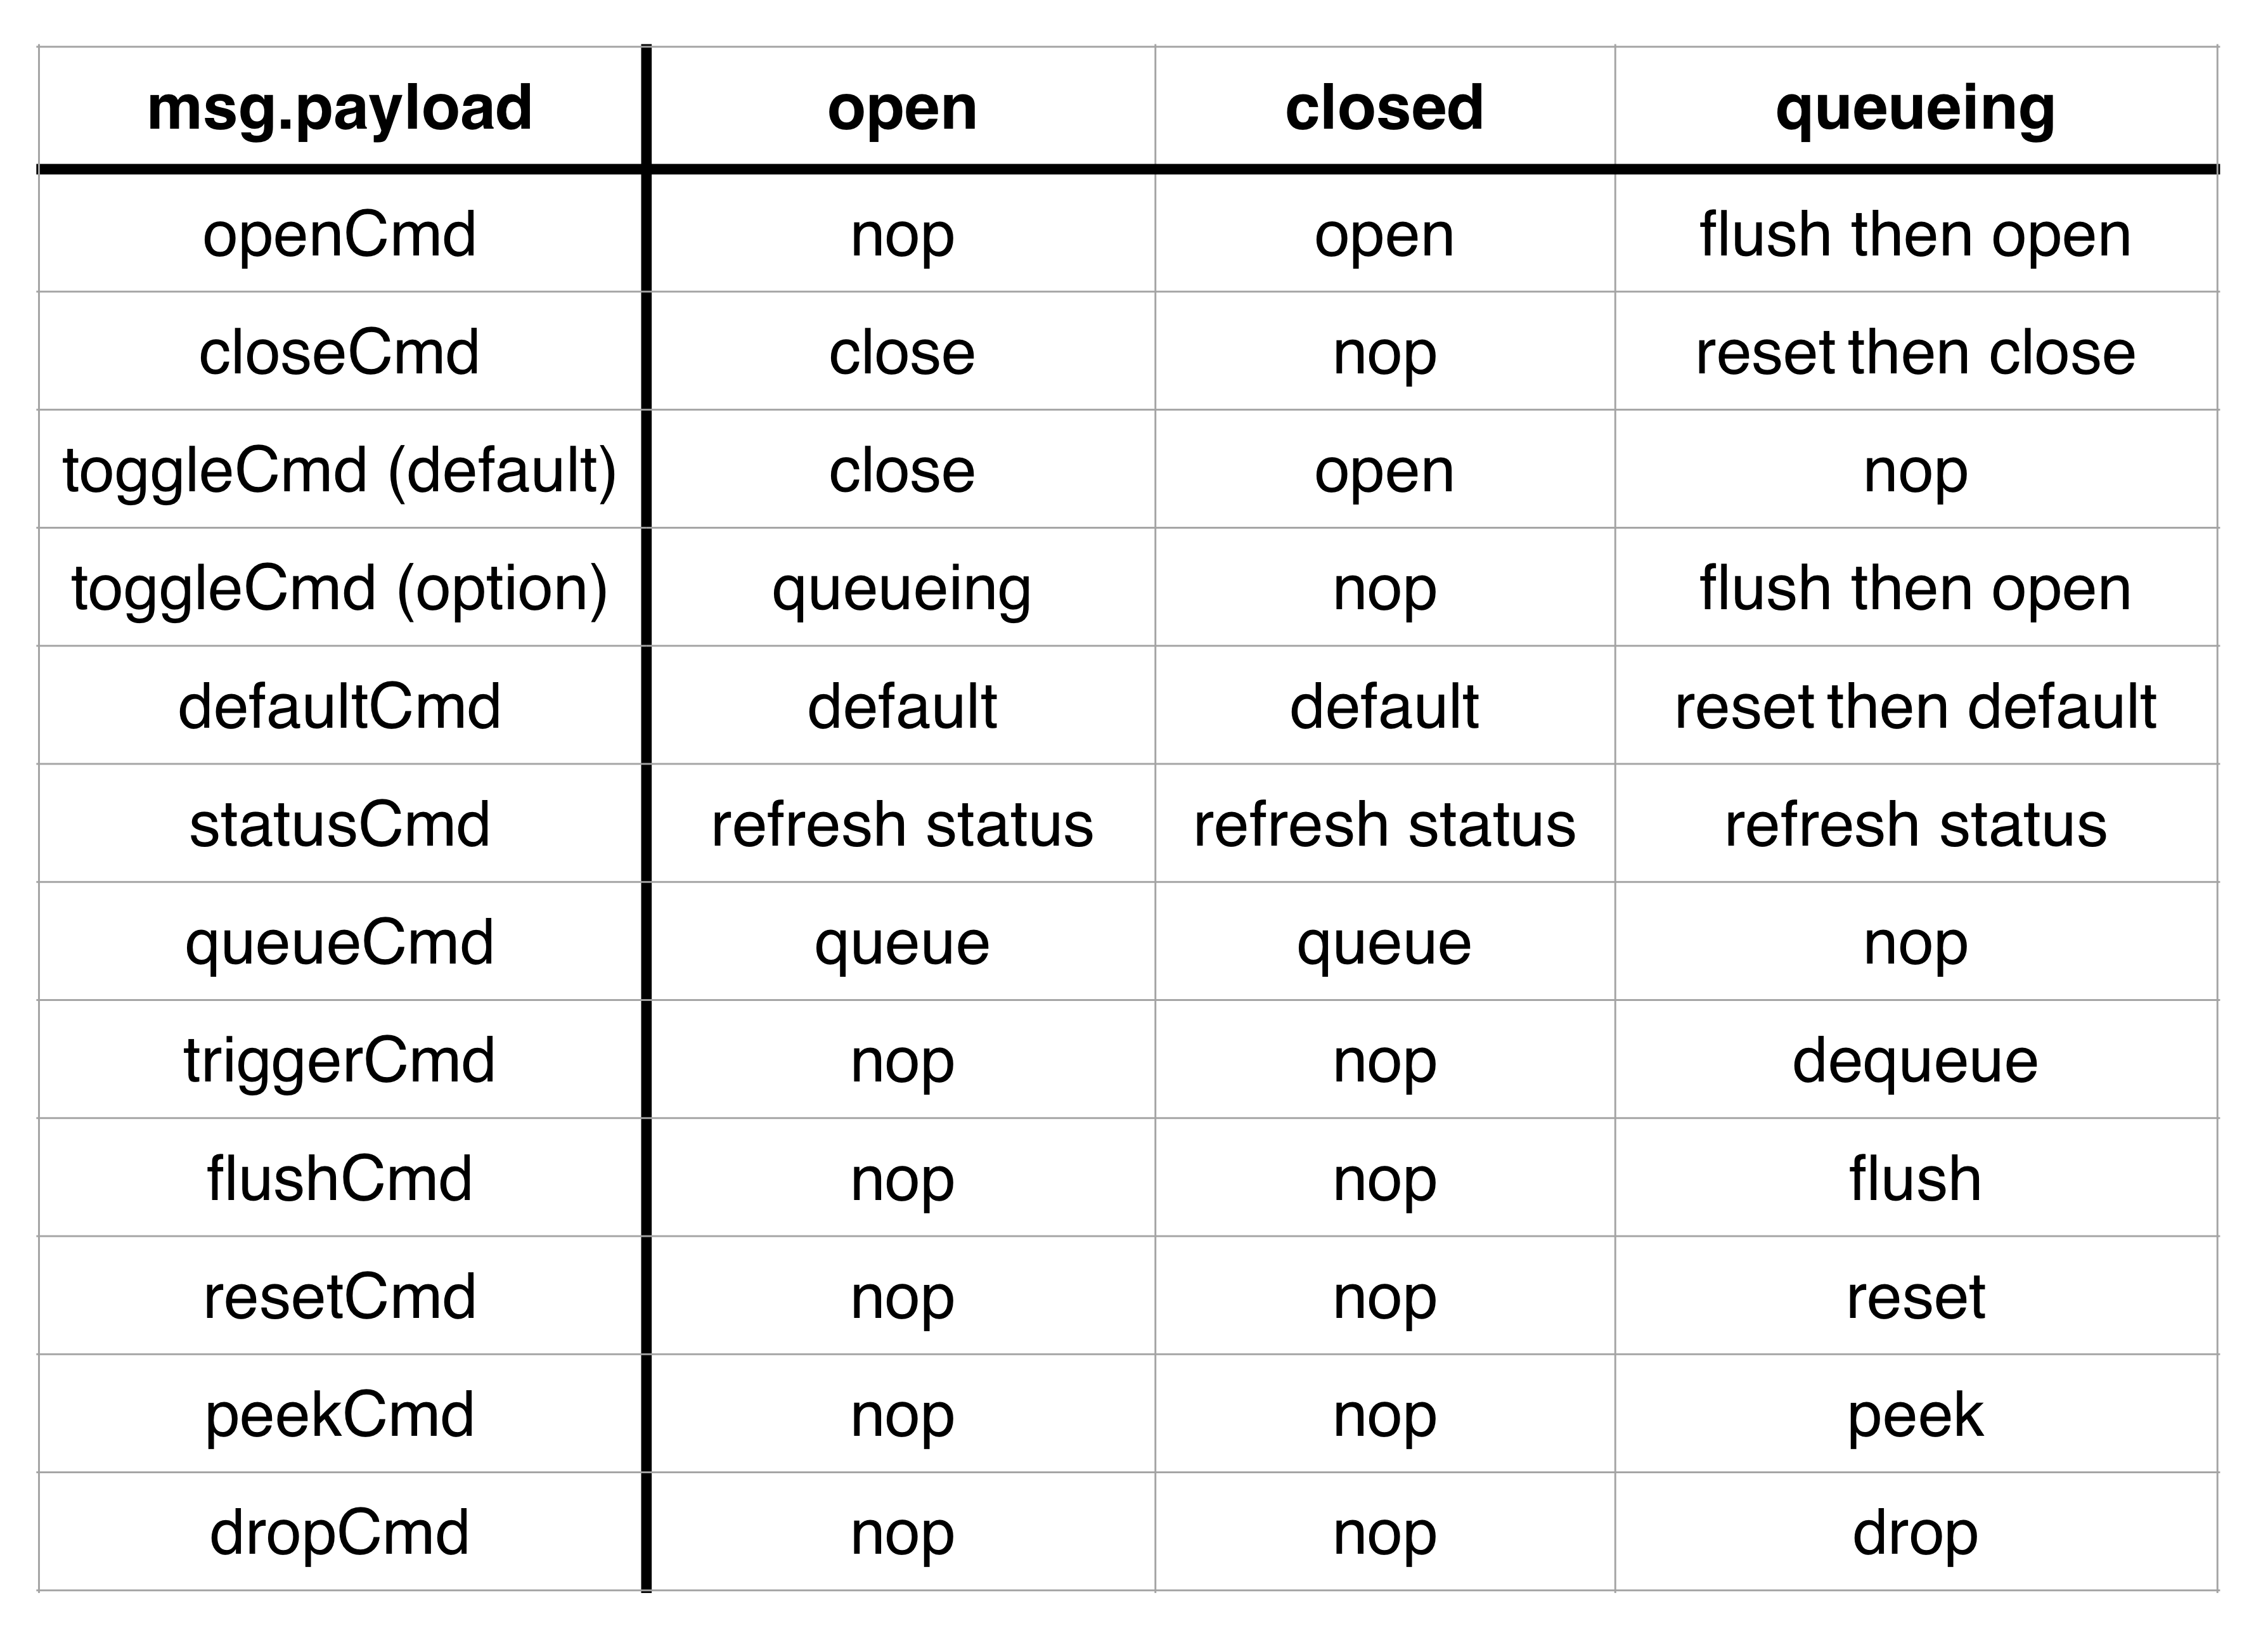 msg.payload open closed queueing
openCmd nop open flush then open
closeCmd close nop reset then close
toggleCmd (default) close open nop
toggleCmd (option) queueing nop flush then open
defaultCmd default default reset then default
statusCmd refresh status refresh status refresh status
queueCmd queue queue nop
triggerCmd nop nop dequeue
flushCmd nop nop flush
resetCmd nop nop reset
peekCmd nop nop peek
dropCmd nop nop drop